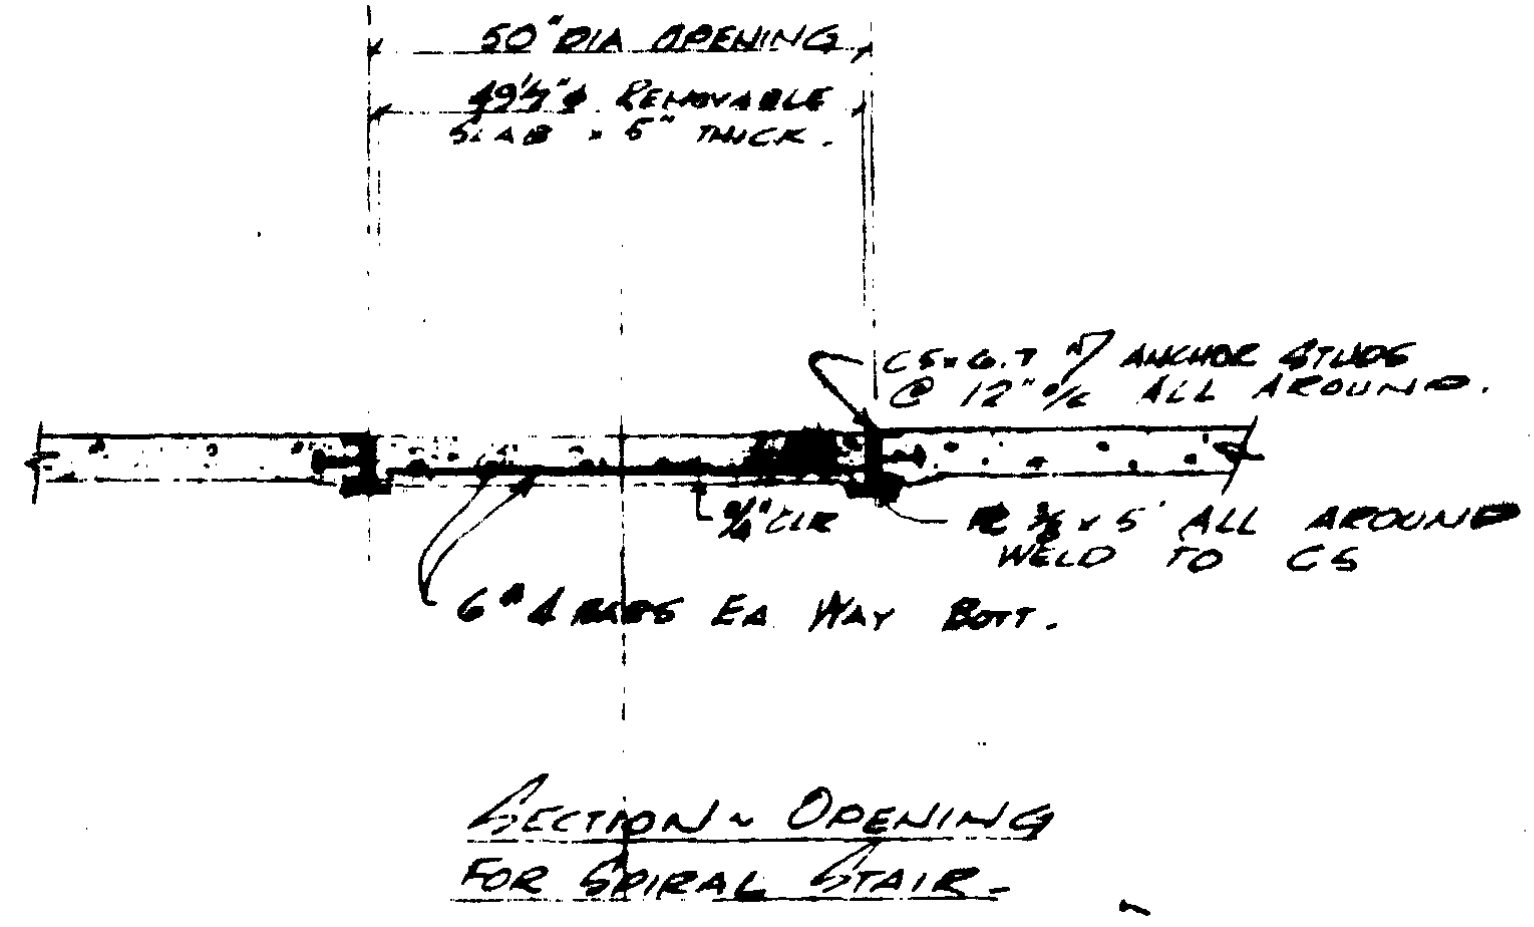 50" DIA OPENING
REMOVABLE
SLAB × 5" THICK.
C5×6.7 W/ ANCHOR STUDS
@ 12" O/C ALL AROUND.
3/4" CLR
PL 3/8 × 5" ALL AROUND
WELD TO C5
6 #4 BARS EA WAY BOTT.
SECTION ~ OPENING
FOR SPIRAL STAIR -